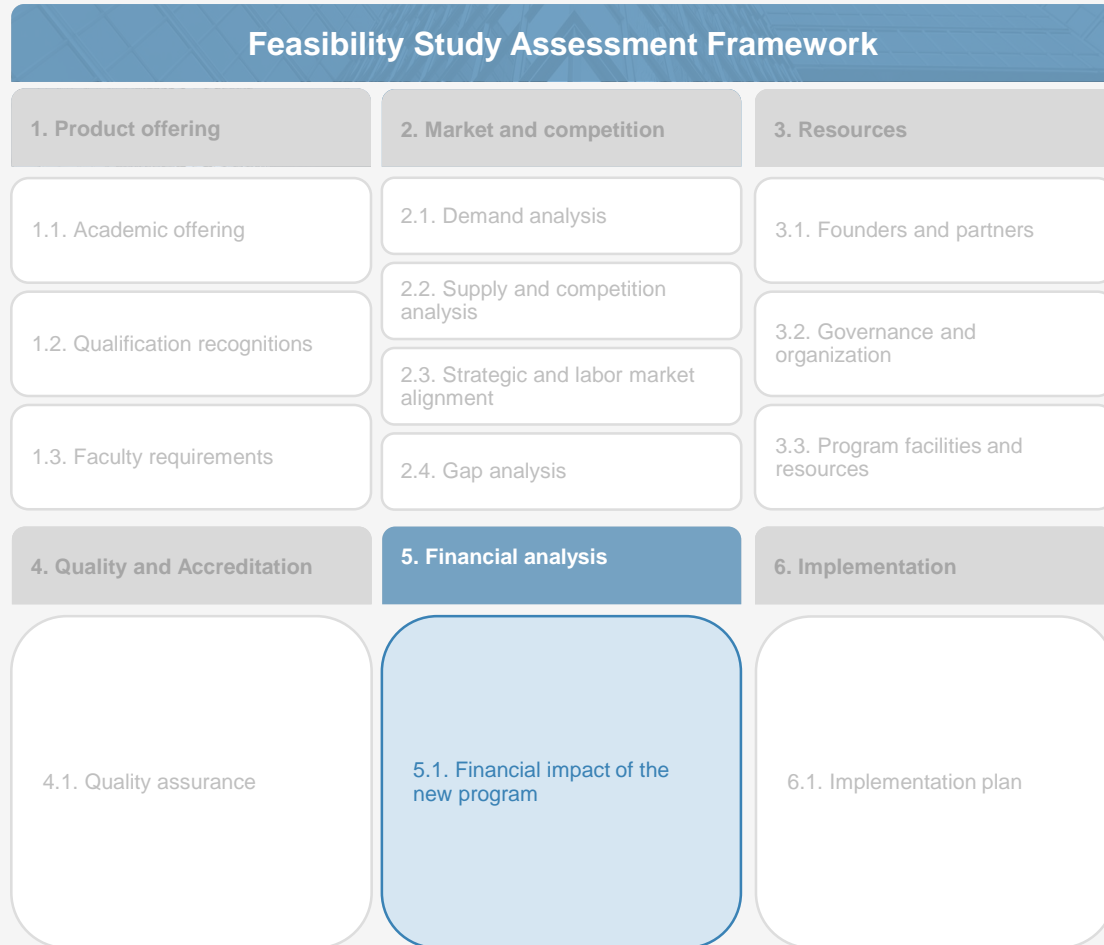 Feasibility Study Assessment Framework
1. Product offering
1.1. Academic offering
1.2. Qualification recognitions
1.3. Faculty requirements
2. Market and competition
2.1. Demand analysis
2.2. Supply and competition
analysis
2.3. Strategic and labor market
alignment
2.4. Gap analysis
3. Resources
3.1. Founders and partners
3.2. Governance and
organization
3.3. Program facilities and
resources
4. Quality and Accreditation
4.1. Quality assurance
5. Financial analysis
5.1. Financial impact of the
new program
6. Implementation
6.1. Implementation plan